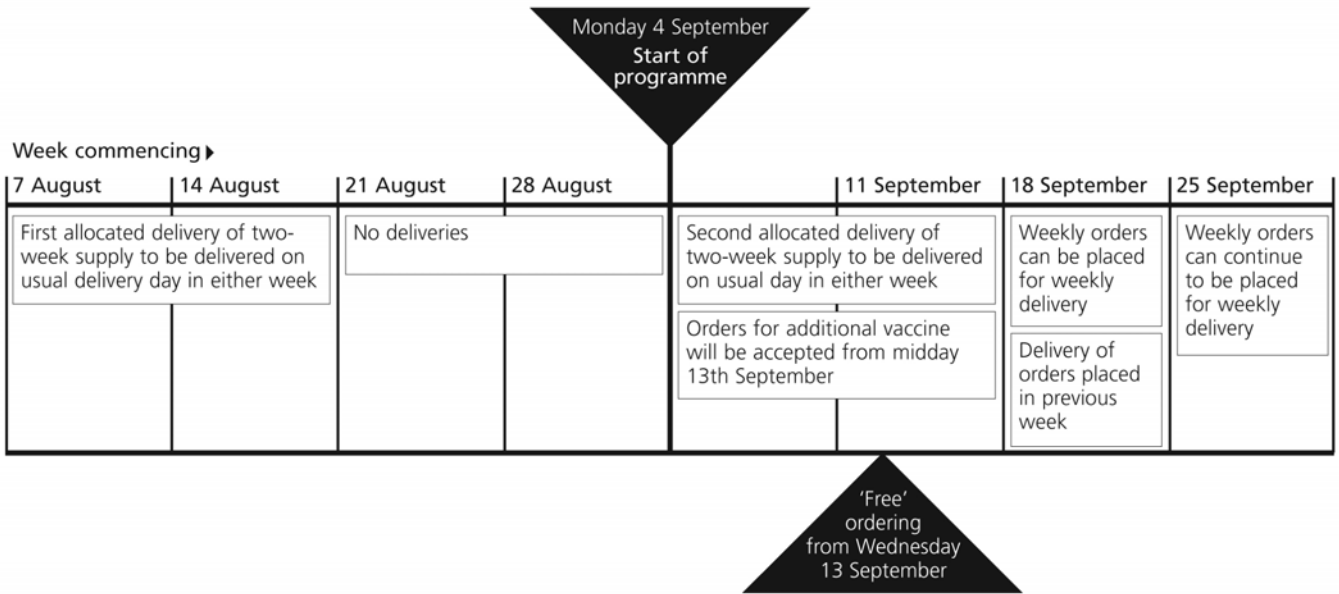 Monday 4 September
Start of
programme
Week commencing
7 August
14 August
21 August
28 August
11 September
18 September
25 September
First allocated delivery of two-
week supply to be delivered on
usual delivery day in either week
No deliveries
Second allocated delivery of
two-week supply to be delivered
on usual day in either week
Orders for additional vaccine
will be accepted from midday
13th September
Weekly orders
can be placed
for weekly
delivery
Delivery of
orders placed
in previous
week
Weekly orders
can continue
to be placed
for weekly
delivery
‘Free’
ordering
from Wednesday
13 September